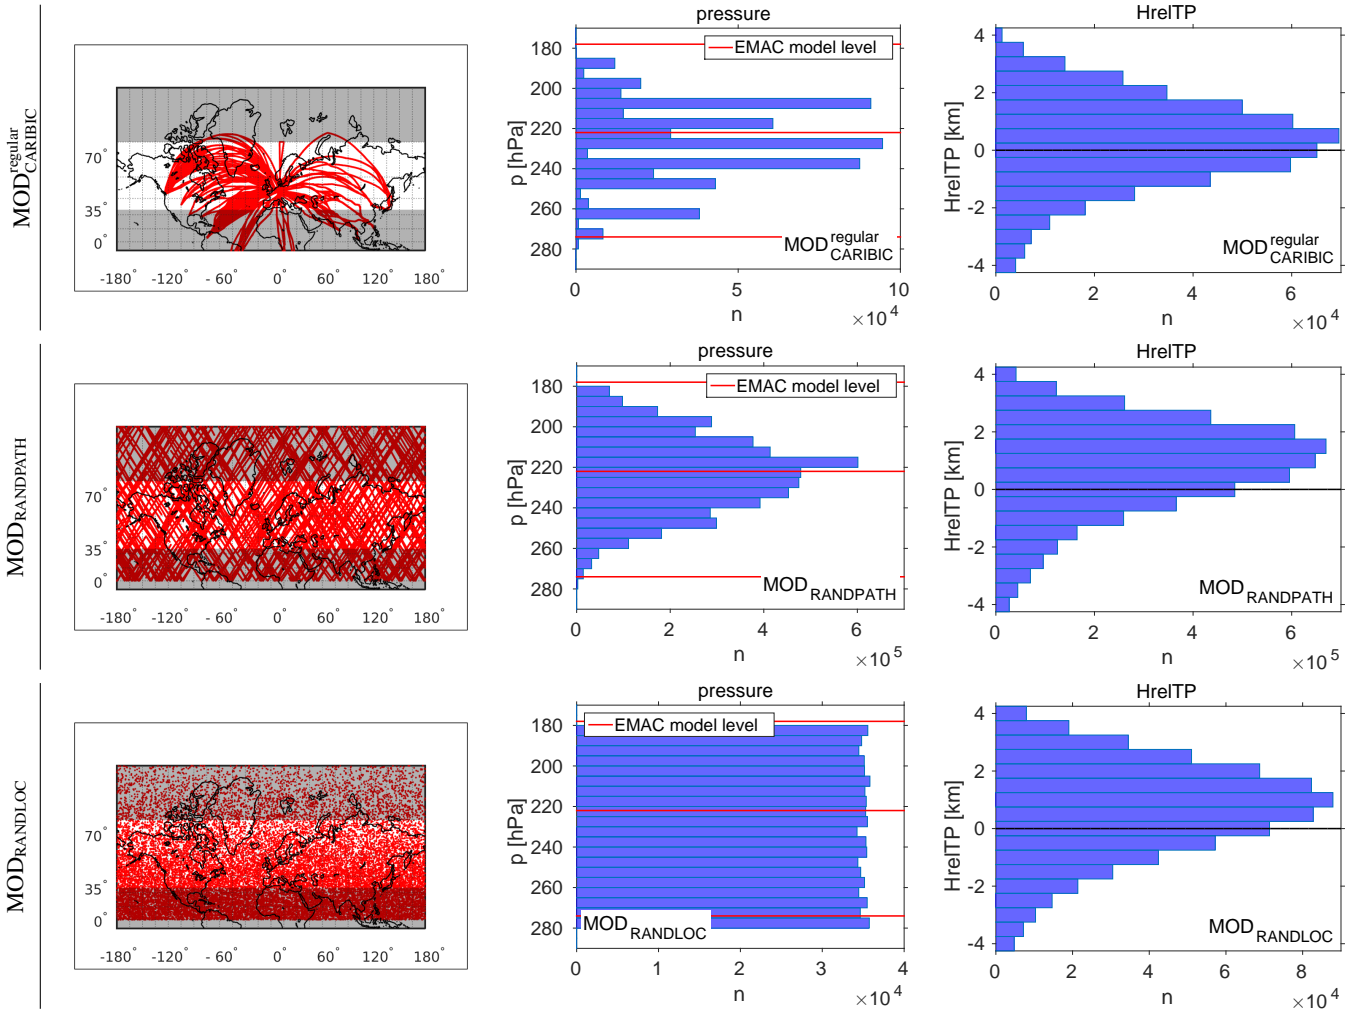 MOD regular CARIBIC
70°
35°
0°
-180° -120° -60° 0 60° 120° 180°
pressure
EMAC model level
180
200
220
240
260
280
p [hPa]
MOD regular CARIBIC
0 5 10
n ×10^4
HrelTP
4
2
0
-2
-4
HrelTP [km]
MOD regular CARIBIC
0 2 4 6
n ×10^4
MOD RANDPATH
70°
35°
0°
-180° -120° -60° 0 60° 120° 180°
pressure
EMAC model level
180
200
220
240
260
280
p [hPa]
MOD RANDPATH
0 2 4 6
n ×10^5
HrelTP
4
2
0
-2
-4
HrelTP [km]
MOD RANDPATH
0 2 4 6
n ×10^5
MOD RANDLOC
70°
35°
0°
-180° -120° -60° 0 60° 120° 180°
pressure
EMAC model level
180
200
220
240
260
280
p [hPa]
MOD RANDLOC
0 1 2 3 4
n ×10^4
HrelTP
4
2
0
-2
-4
HrelTP [km]
MOD RANDLOC
0 2 4 6 8
n ×10^4